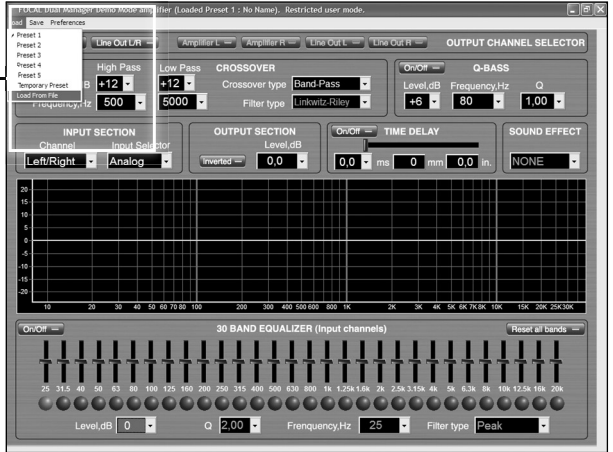 FOCAL Dual Manager Demo Mode amplifier (Loaded Preset 1 : No Name). Restricted user mode.
oad Save Preferences
Preset 1
Preset 2
Preset 3
Preset 4
Preset 5
Temporary Preset
Load From File
Line Out L/R Amplifier L Amplifier R Line Out L Line Out R OUTPUT CHANNEL SELECTOR
High Pass Low Pass CROSSOVER
B +12 +12 Crossover type Band-Pass
Frequency,Hz 500 5000 Filter type Linkwitz-Riley
On/Off Q-BASS
Level,dB Frequency,Hz Q
+6 80 1,00
INPUT SECTION
Channel Input Selector
Left/Right Analog
OUTPUT SECTION
Level,dB
Inverted 0,0
On/Off TIME DELAY
0,0 ms 0 mm 0,0 in.
SOUND EFFECT
NONE
20
15
10
5
0
-5
-10
-15
-20
10 20 30 40 50 60 70 80 100 200 300 400 500 600 800 1K 2K 3K 4K 5K 6K 7K 8K 10K 15K 20K 25K 30K
On/Off 30 BAND EQUALIZER (Input channels) Reset all bands
25 31.5 40 50 63 80 100 125 160 200 250 315 400 500 630 800 1k 1.25k 1.6k 2k 2.5k 3.15k 4k 5k 6.3k 8k 10k 12.5k 16k 20k
Level,dB 0 Q 2,00 Frenquency,Hz 25 Filter type Peak